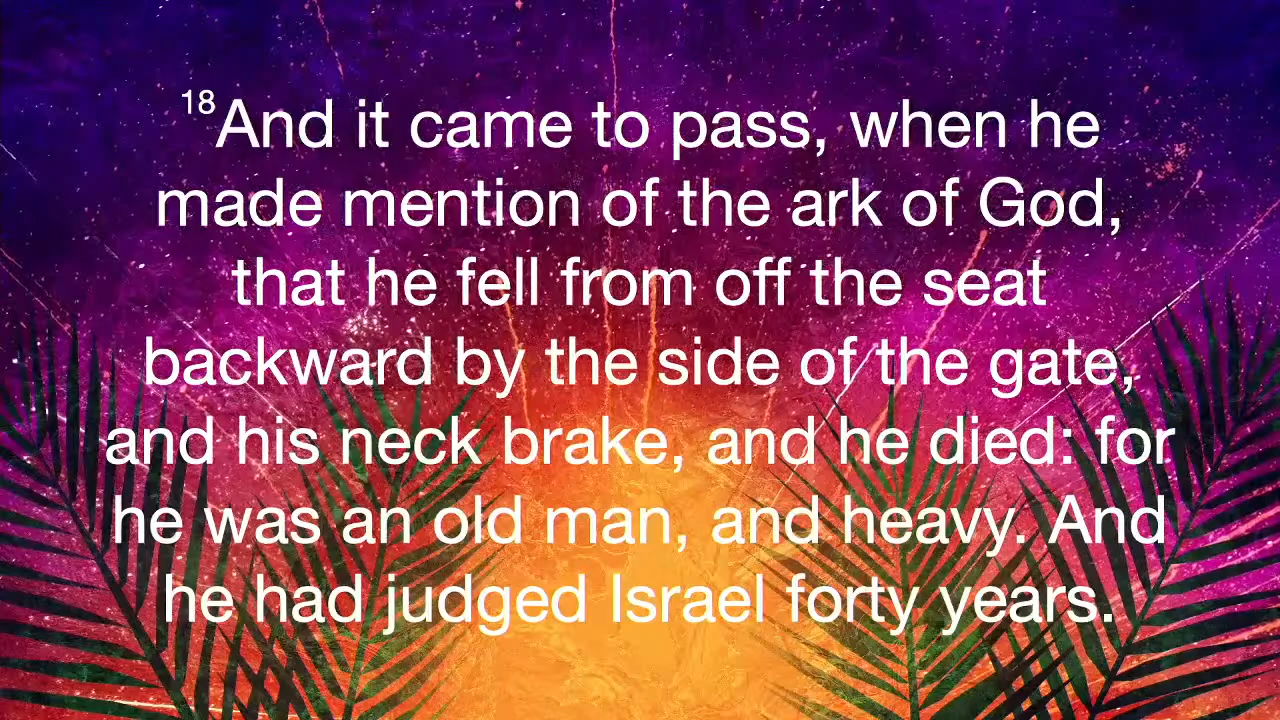 18And it came to pass, when he
made mention of the ark of God,
that he fell from off the seat
backward by the side of the gate,
and his neck brake, and he died: for
he was an old man, and heavy. And
he had judged Israel forty years.